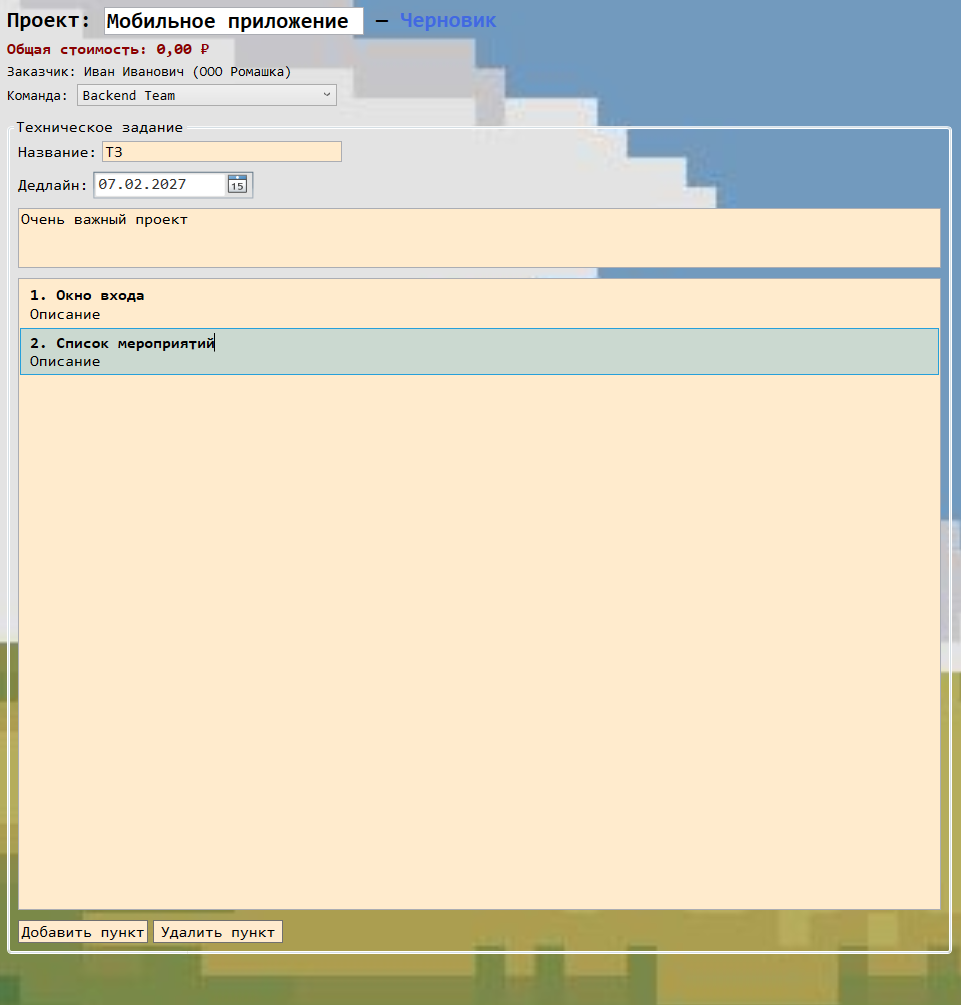 Проект: Мобильное приложение — Черновик
Общая стоимость: 0,00 ₽
Заказчик: Иван Иванович (ООО Ромашка)
Команда: Backend Team
Техническое задание
Название: ТЗ
Дедлайн: 07.02.2027 15
Очень важный проект
1. Окно входа
Описание
2. Список мероприятий
Описание
Добавить пункт Удалить пункт